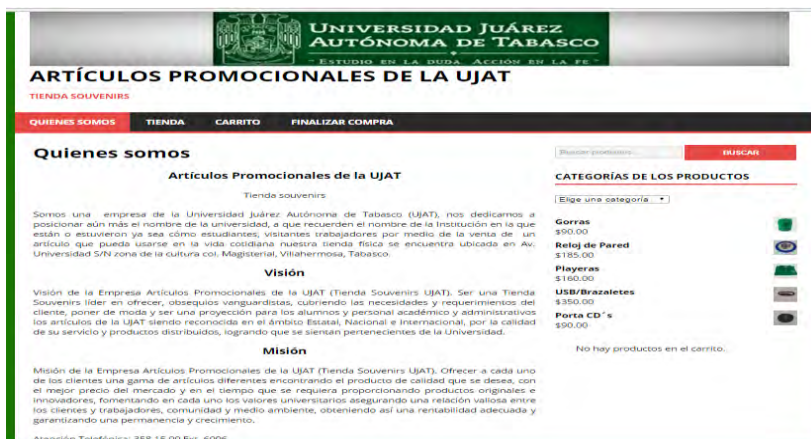 UNIVERSIDAD JUÁREZ
AUTÓNOMA DE TABASCO
"ESTUDIO EN LA DUDA. ACCIÓN EN LA FE"
ARTÍCULOS PROMOCIONALES DE LA UJAT
TIENDA SOUVENIRS
QUIENES SOMOS TIENDA CARRITO FINALIZAR COMPRA
Quienes somos
Artículos Promocionales de la UJAT
Tienda souvenirs
Somos una empresa de la Universidad Juárez Autónoma de Tabasco (UJAT), nos dedicamos a
posicionar aún más el nombre de la universidad, a que recuerden el nombre de la Institución en la que
están o estuvieron ya sea cómo estudiantes, visitantes trabajadores por medio de la venta de un
artículo que pueda usarse en la vida cotidiana nuestra tienda física se encuentra ubicada en Av.
Universidad S/N zona de la cultura col. Magisterial, Villahermosa, Tabasco.
Visión
Visión de la Empresa Artículos Promocionales de la UJAT (Tienda Souvenirs UJAT). Ser una Tienda
Souvenirs líder en ofrecer, obsequios vanguardistas, cubriendo las necesidades y requerimientos del
cliente, poner de moda y ser una proyección para los alumnos y personal académico y administrativos
los artículos de la UJAT siendo reconocida en el ámbito Estatal, Nacional e Internacional, por la calidad
de su servicio y productos distribuidos, logrando que se sientan pertenecientes de la Universidad.
Misión
Misión de la Empresa Artículos Promocionales de la UJAT (Tienda Souvenirs UJAT). Ofrecer a cada uno
de los clientes una gama de artículos diferentes encontrando el producto de calidad que se desea, con
el mejor precio del mercado y en el tiempo que se requiera proporcionando productos originales e
innovadores, fomentando en cada uno los valores universitarios asegurando una relación valiosa entre
los clientes y trabajadores, comunidad y medio ambiente, obteniendo así una rentabilidad adecuada y
garantizando una permanencia y crecimiento.
Atención Telefónica: 358 15 00 Ext. 6096
Buscar productos... BUSCAR
CATEGORÍAS DE LOS PRODUCTOS
Elige una categoría
Gorras
$90.00
Reloj de Pared
$185.00
Playeras
$160.00
USB/Brazaletes
$350.00
Porta CD´s
$90.00
No hay productos en el carrito.